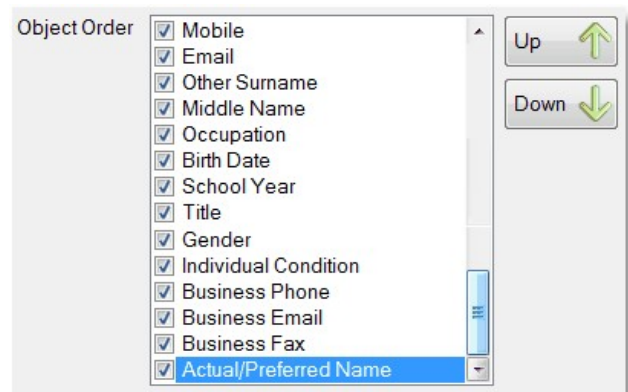 Object Order
Mobile
Email
Other Surname
Middle Name
Occupation
Birth Date
School Year
Title
Gender
Individual Condition
Business Phone
Business Email
Business Fax
Actual/Preferred Name
Up
Down